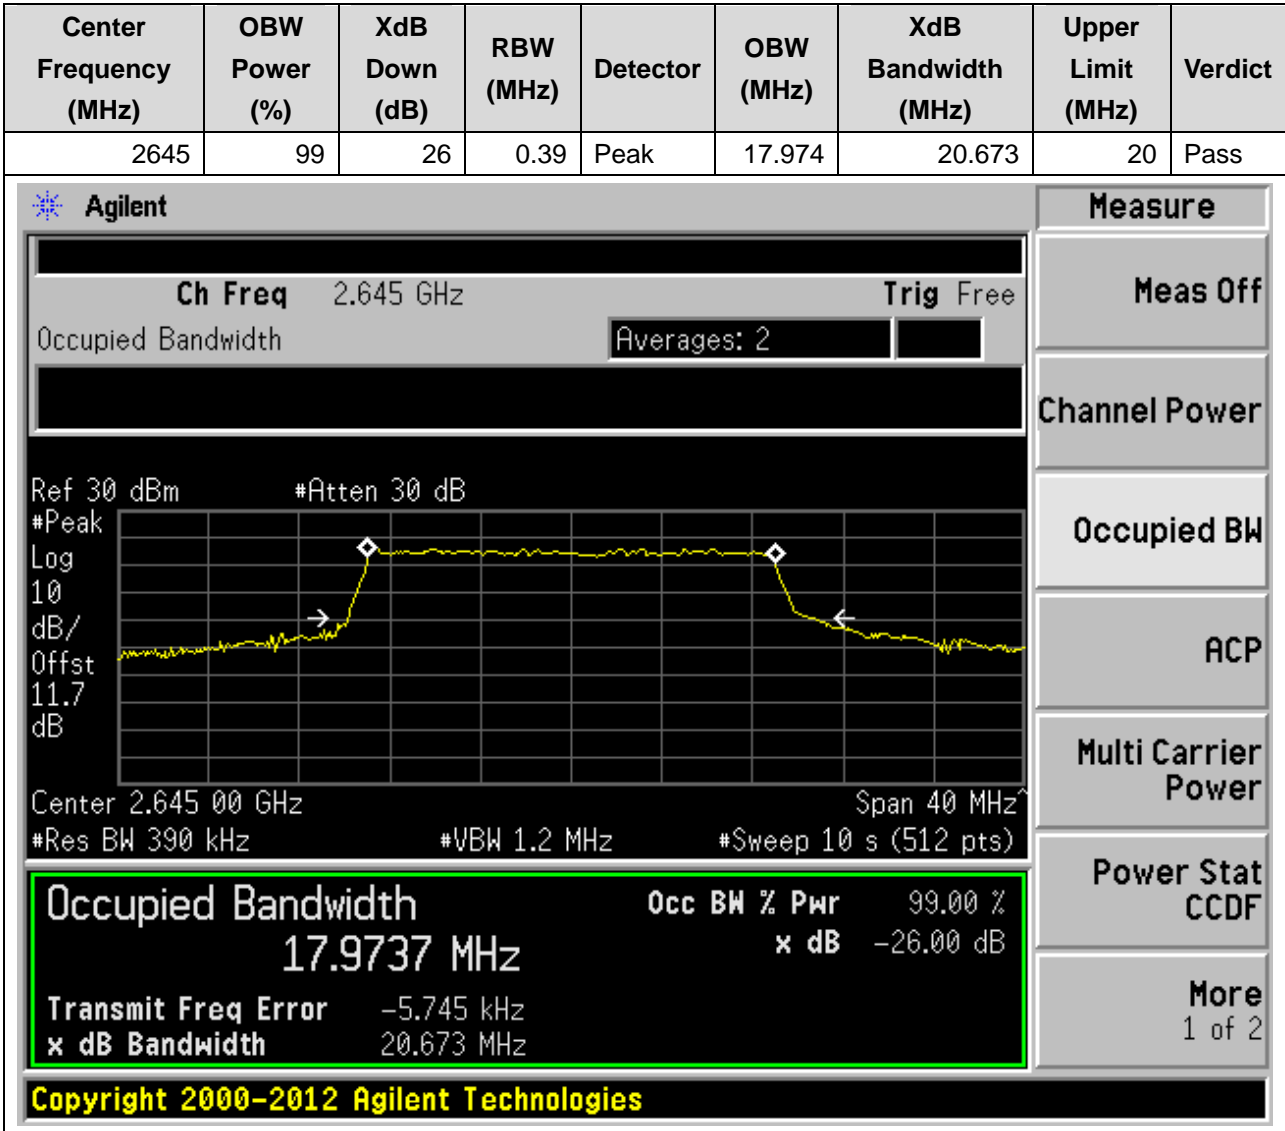 Center Frequency (MHz) OBW Power (%) XdB Down (dB) RBW (MHz) Detector OBW (MHz) XdB Bandwidth (MHz) Upper Limit (MHz) Verdict
2645 99 26 0.39 Peak 17.974 20.673 20 Pass
Agilent
Measure
Ch Freq 2.645 GHz Trig Free
Meas Off
Occupied Bandwidth Averages: 2
Channel Power
Ref 30 dBm #Atten 30 dB
#Peak
Log
10
dB/
Offst
11.7
dB
Occupied BW
ACP
Multi Carrier
Power
Center 2.645 00 GHz Span 40 MHz^
#Res BW 390 kHz #VBW 1.2 MHz #Sweep 10 s (512 pts)
Power Stat
CCDF
Occupied Bandwidth Occ BW % Pwr 99.00 %
17.9737 MHz x dB -26.00 dB
Transmit Freq Error -5.745 kHz
x dB Bandwidth 20.673 MHz
More
1 of 2
Copyright 2000-2012 Agilent Technologies